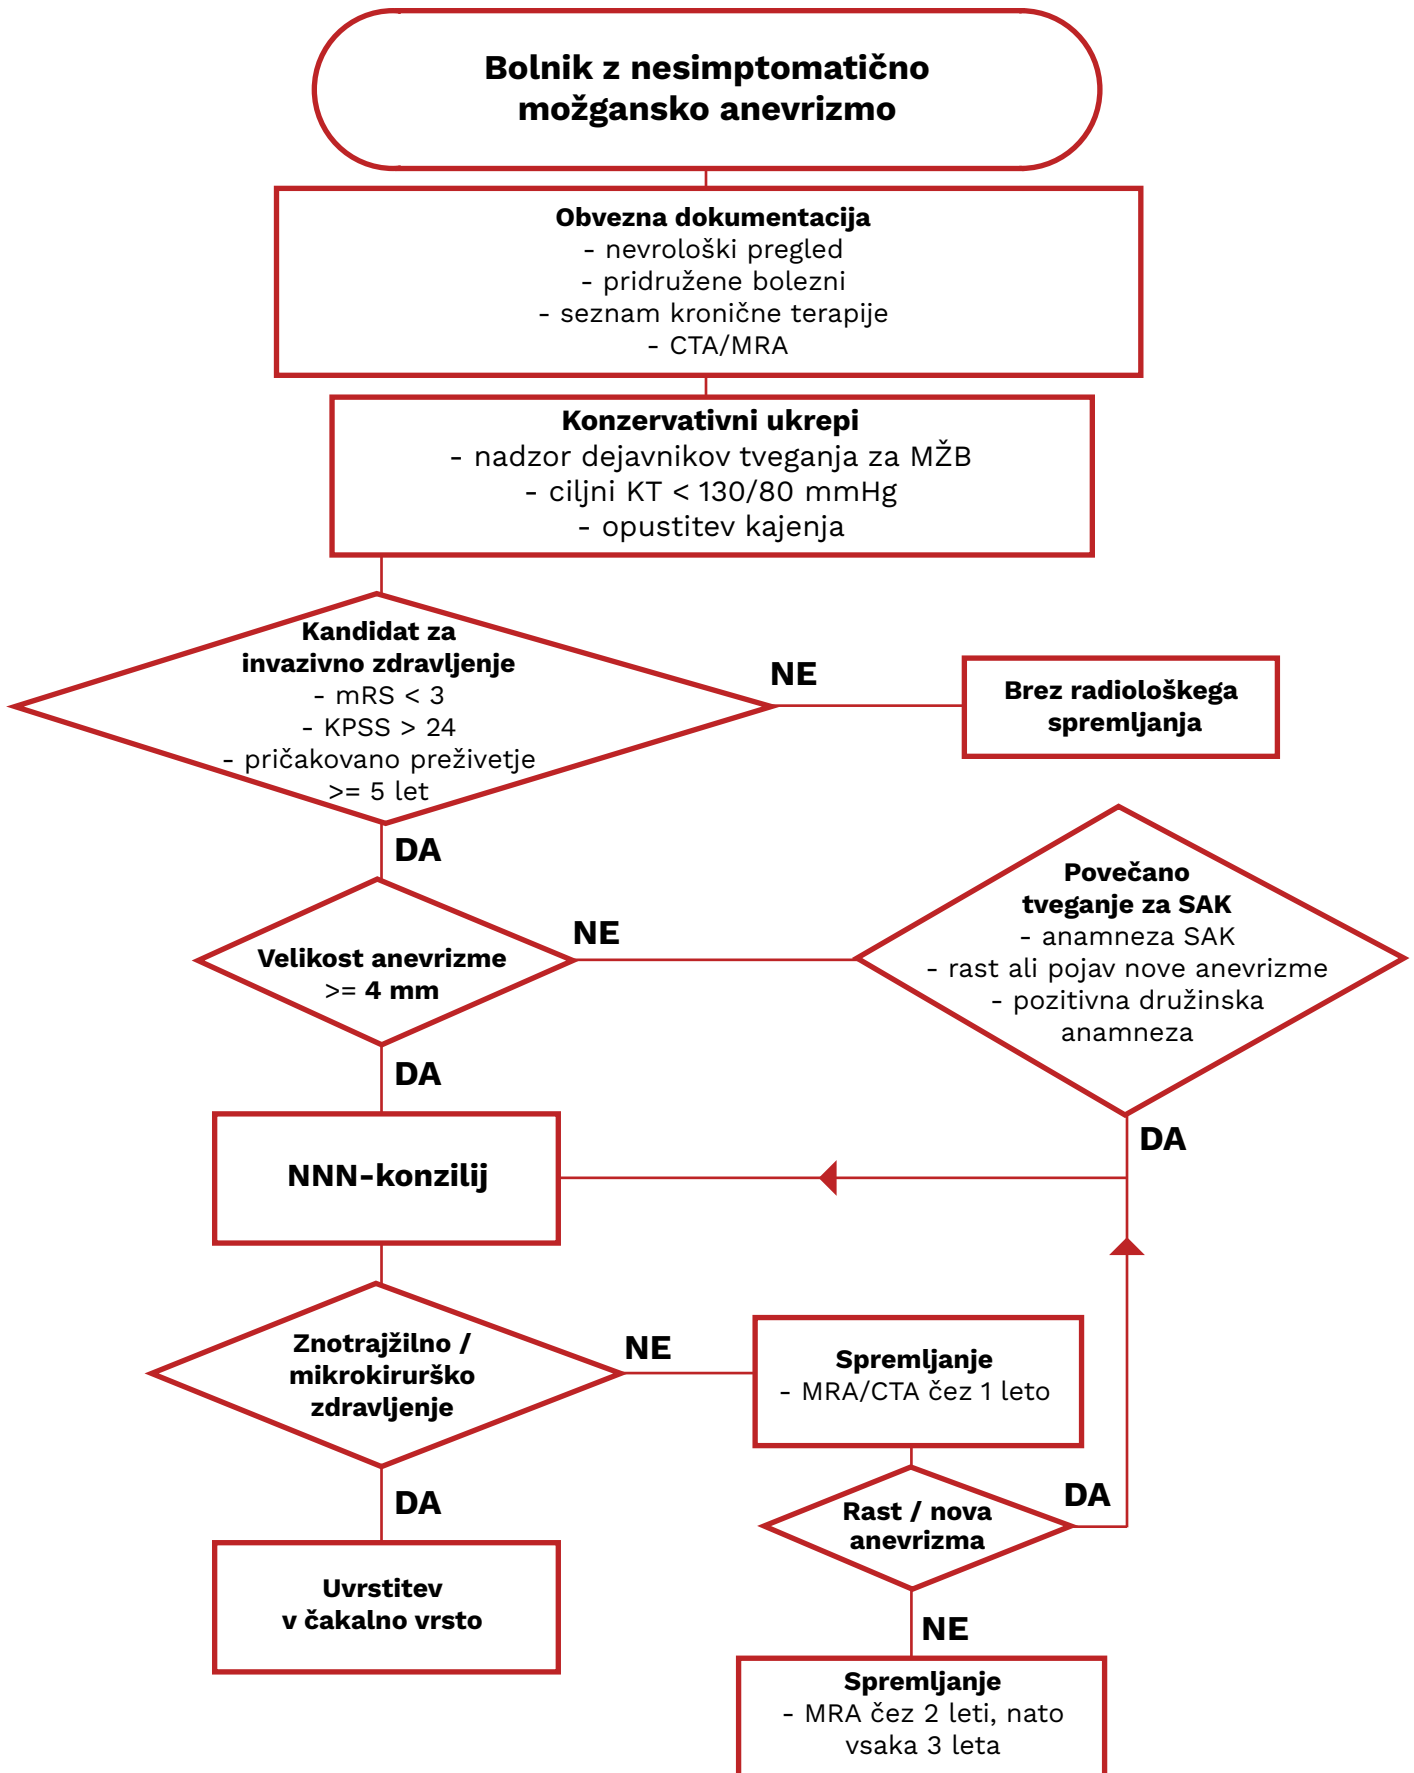 Bolnik z nesimptomatično
možgansko anevrizmo
Obvezna dokumentacija
- nevrološki pregled
- pridružene bolezni
- seznam kronične terapije
- CTA/MRA
Konzervativni ukrepi
- nadzor dejavnikov tveganja za MŽB
- ciljni KT < 130/80 mmHg
- opustitev kajenja
Kandidat za
invazivno zdravljenje
- mRS < 3
- KPSS > 24
- pričakovano preživetje
>= 5 let
NE
Brez radiološkega
spremljanja
DA
Velikost anevrizme
>= 4 mm
NE
Povečano
tveganje za SAK
- anamneza SAK
- rast ali pojav nove anevrizme
- pozitivna družinska
anamneza
DA
DA
NNN-konzilij
Znotrajžilno /
mikrokirurško
zdravljenje
NE
Spremljanje
- MRA/CTA čez 1 leto
DA
Rast / nova
anevrizma
DA
Uvrstitev
v čakalno vrsto
NE
Spremljanje
- MRA čez 2 leti, nato
vsaka 3 leta